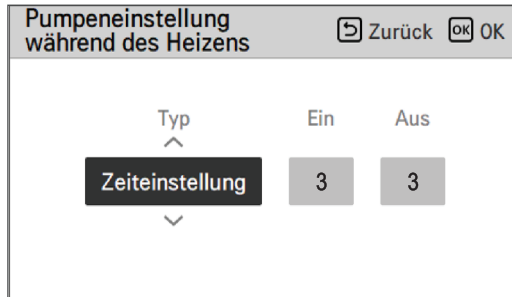 Pumpeneinstellung
während des Heizens
Zurück OK OK
Typ Ein Aus
Zeiteinstellung 3 3